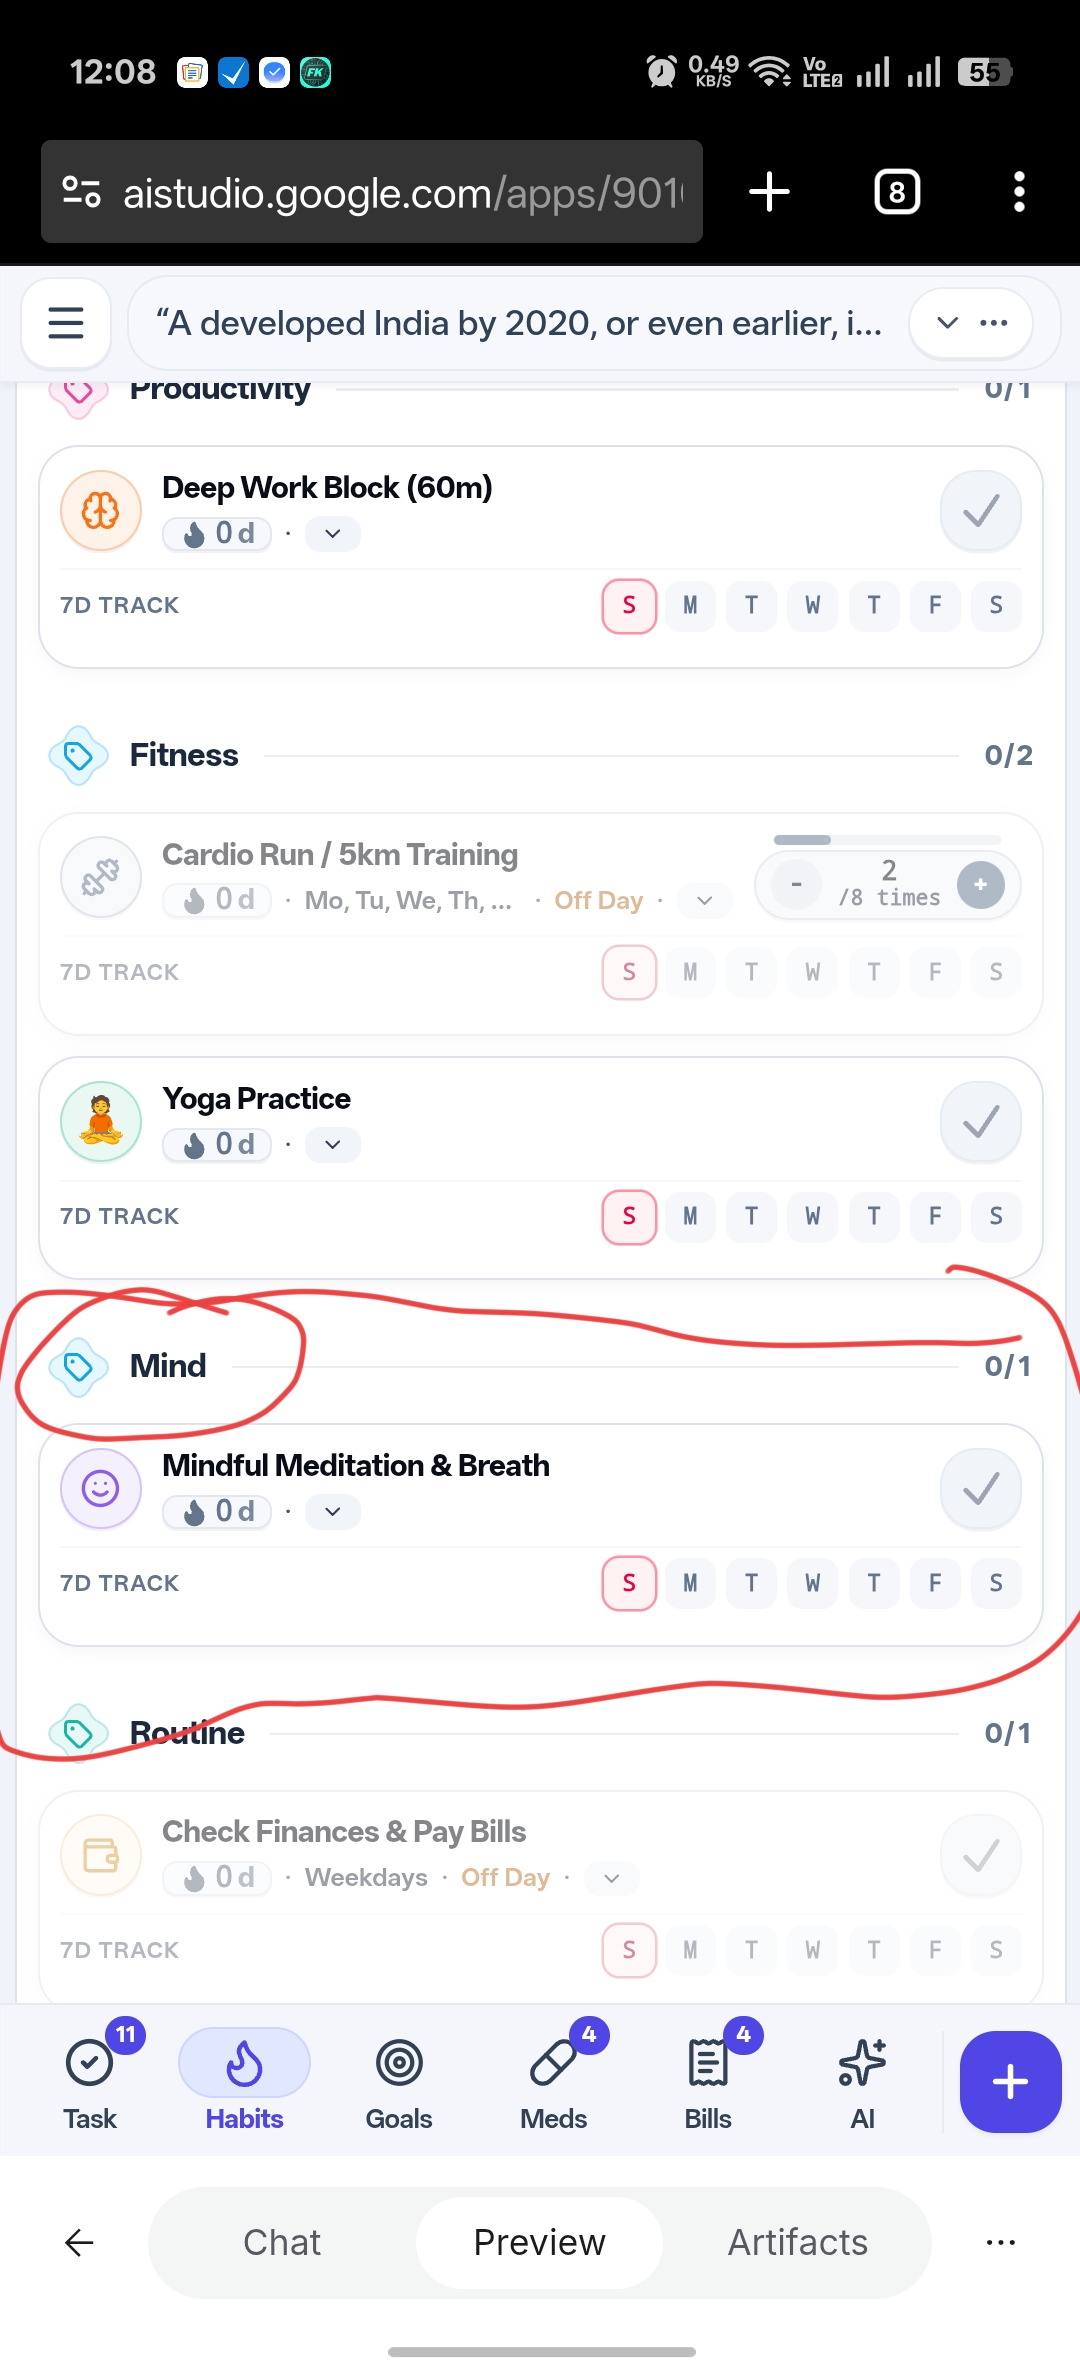 12:08
FK
0.49
KB/S
Vo
LTE2
55
aistudio.google.com/apps/901
8
“A developed India by 2020, or even earlier, i...
Productivity 0/1
Deep Work Block (60m)
0 d ·
7D TRACK S M T W T F S
Fitness 0/2
Cardio Run / 5km Training
0 d · Mo, Tu, We, Th, ... · Off Day ·
- 2 +
/8 times
7D TRACK S M T W T F S
Yoga Practice
0 d ·
7D TRACK S M T W T F S
Mind 0/1
Mindful Meditation & Breath
0 d ·
7D TRACK S M T W T F S
Routine 0/1
Check Finances & Pay Bills
0 d · Weekdays · Off Day ·
7D TRACK S M T W T F S
11 4 4
Task Habits Goals Meds Bills AI
Chat Preview Artifacts